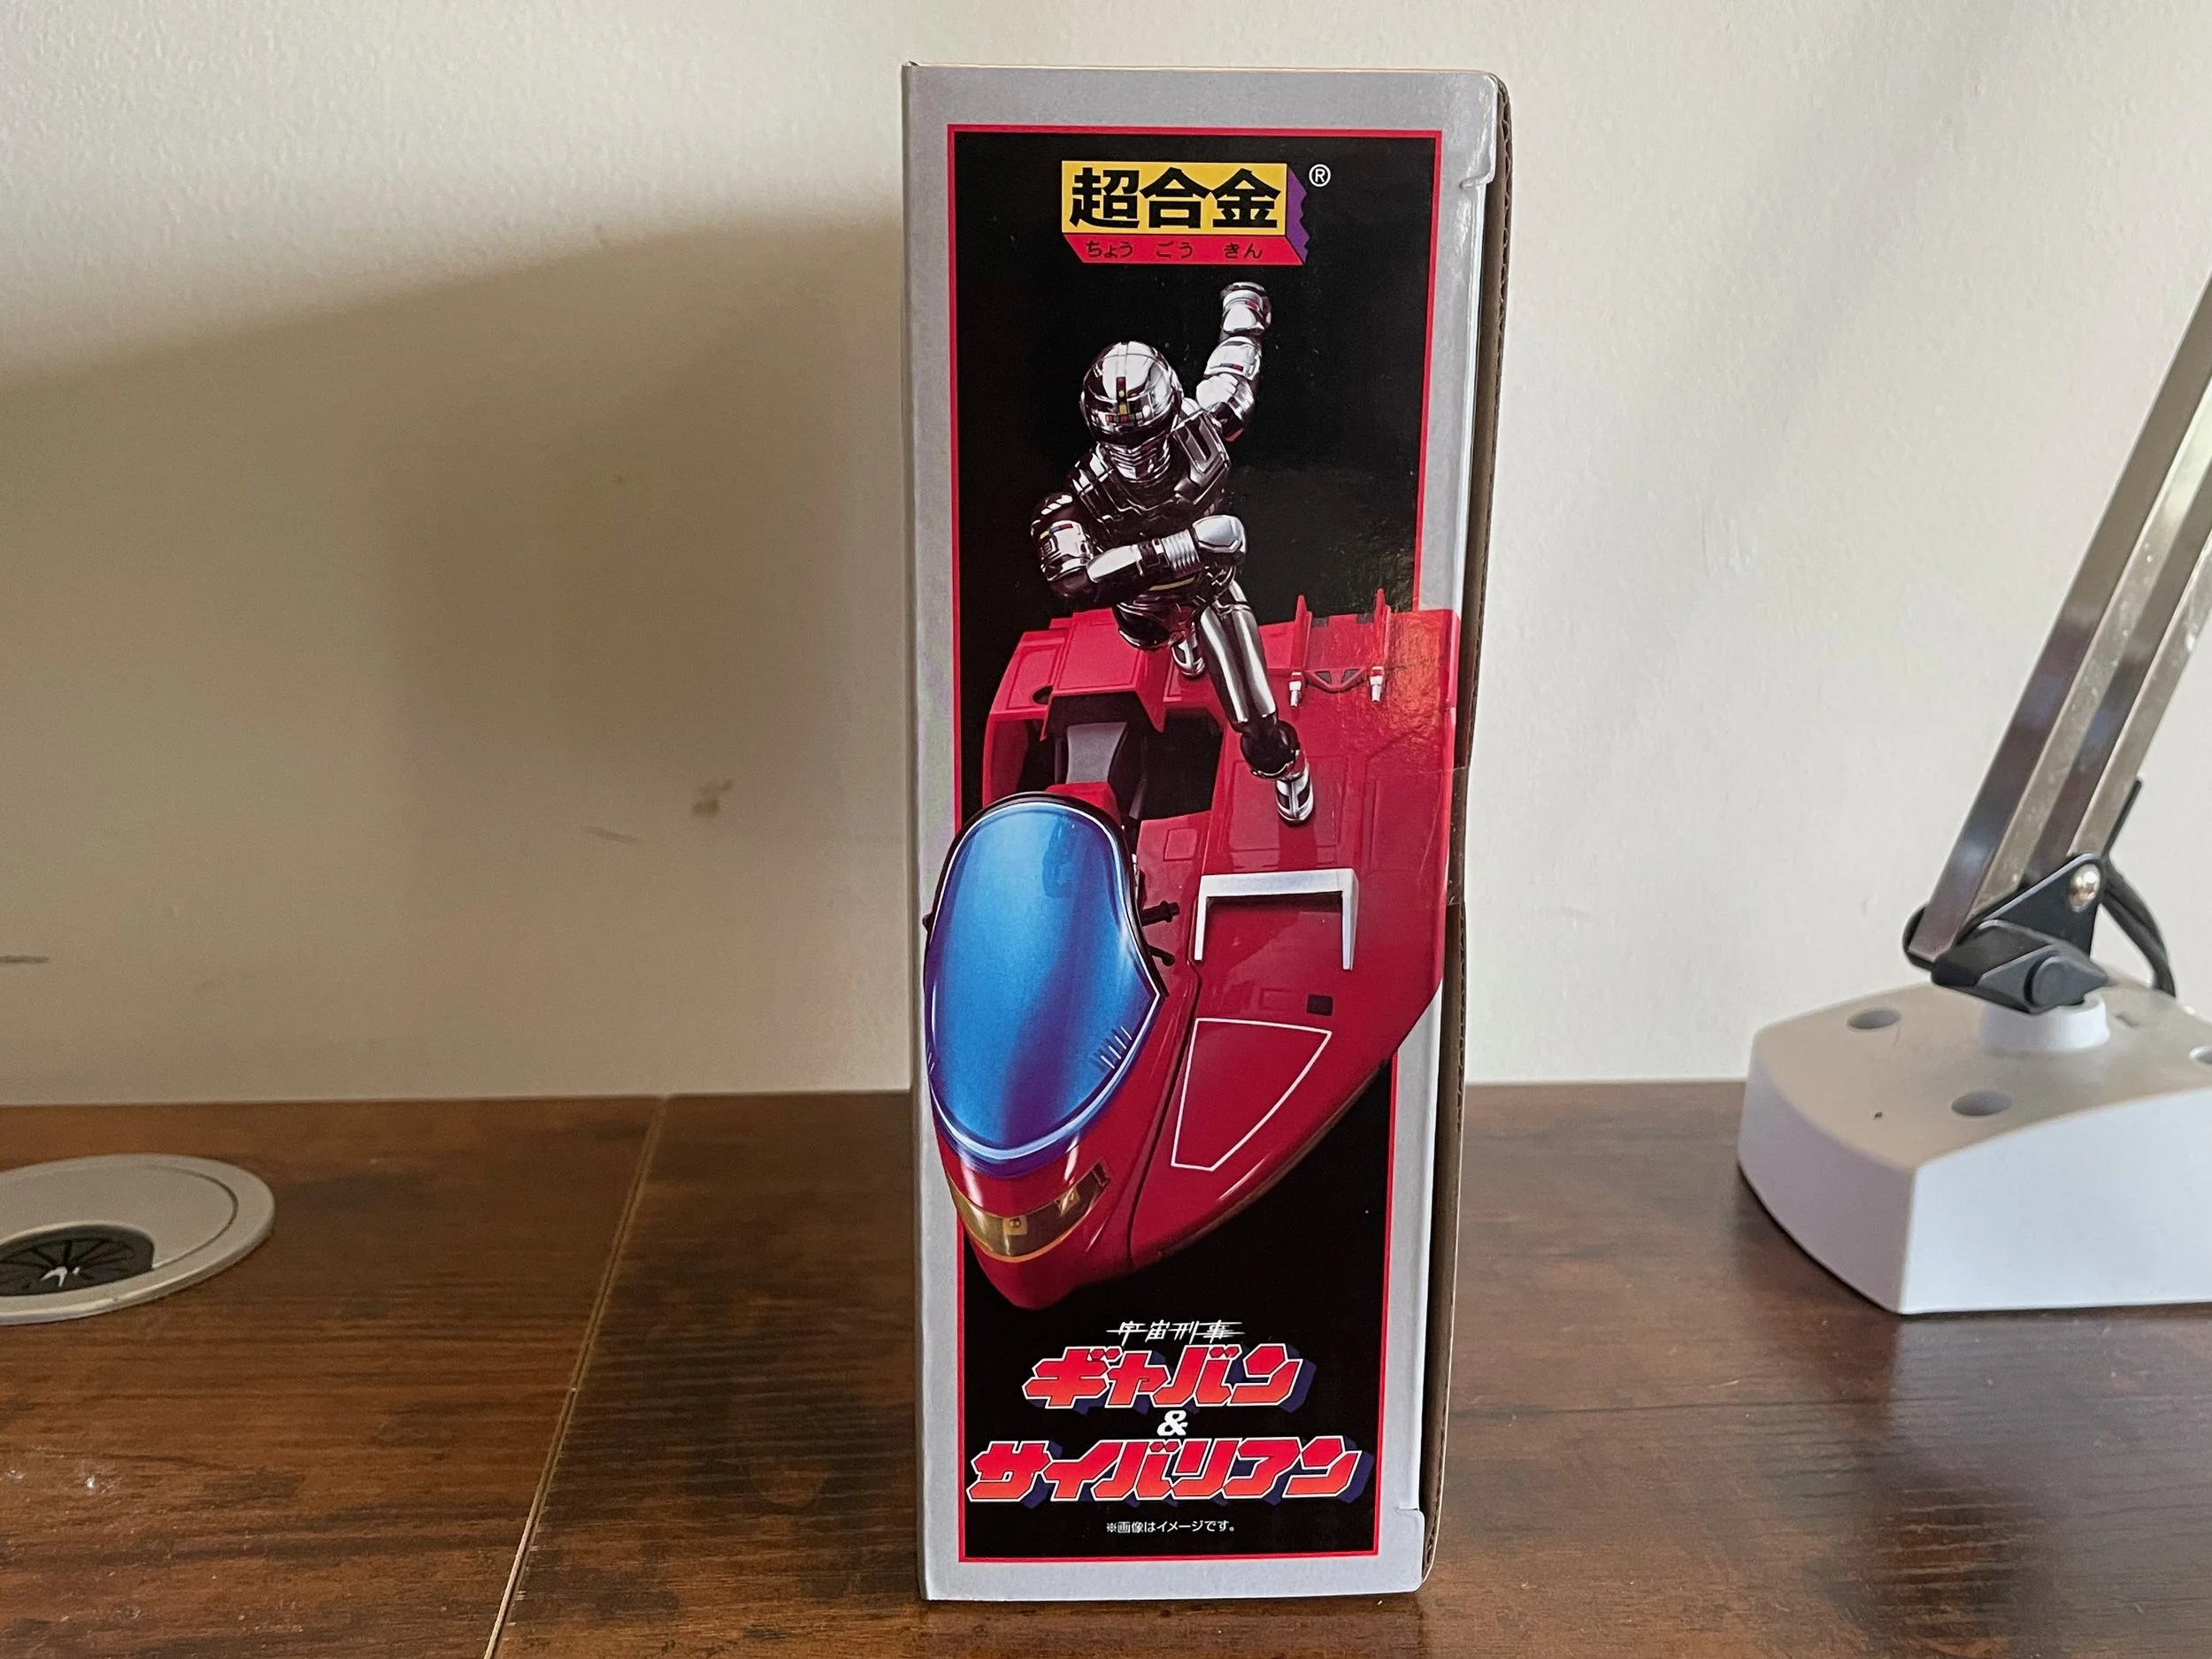 超合金®
ちょう ごう きん
宇宙刑事
ギャバン
&
サイバリアン
※画像はイメージです。